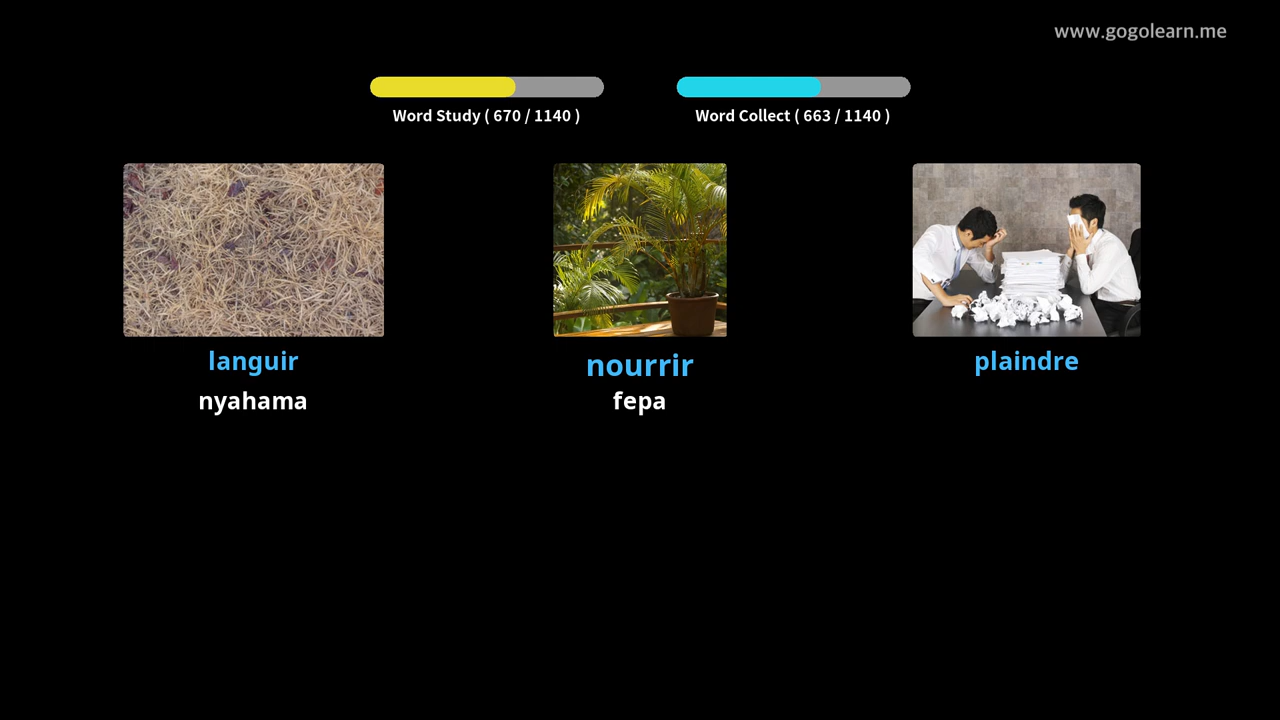 www.gogolearn.me
Word Study ( 670 / 1140 )
Word Collect ( 663 / 1140 )
languir
nyahama
nourrir
fepa
plaindre